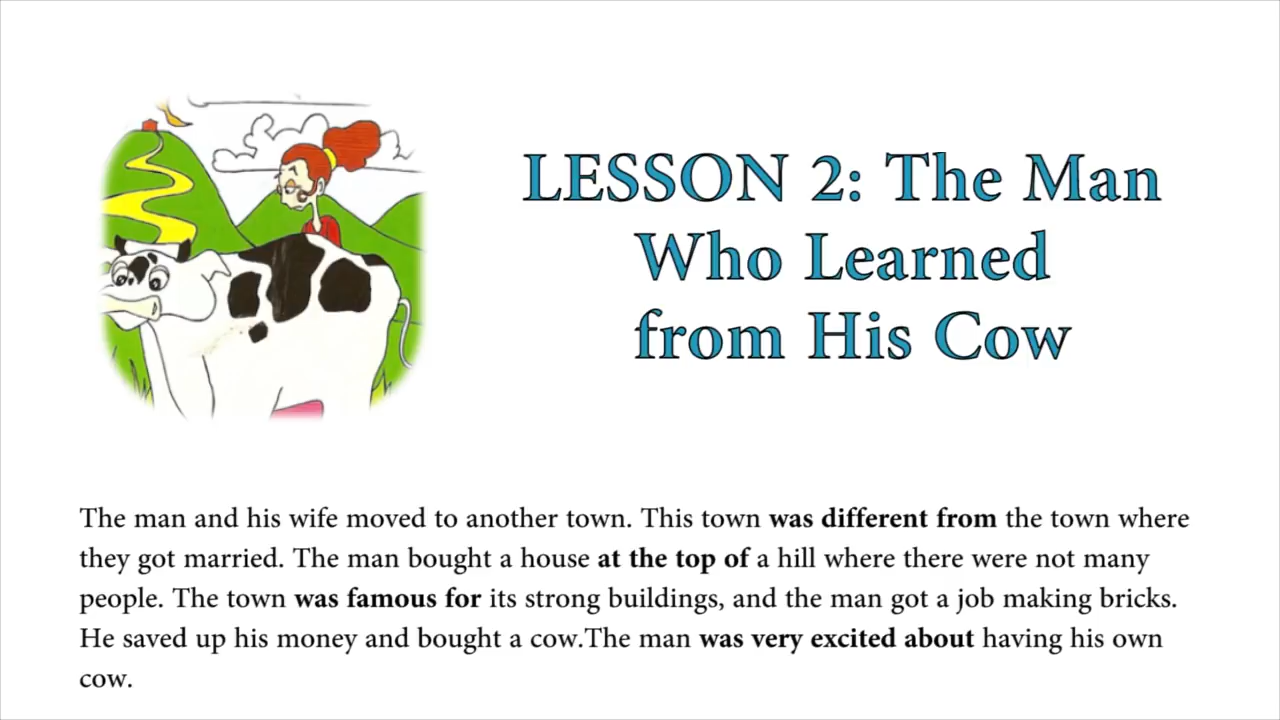 LESSON 2: The Man
Who Learned
from His Cow
The man and his wife moved to another town. This town was different from the town where
they got married. The man bought a house at the top of a hill where there were not many
people. The town was famous for its strong buildings, and the man got a job making bricks.
He saved up his money and bought a cow.The man was very excited about having his own
cow.